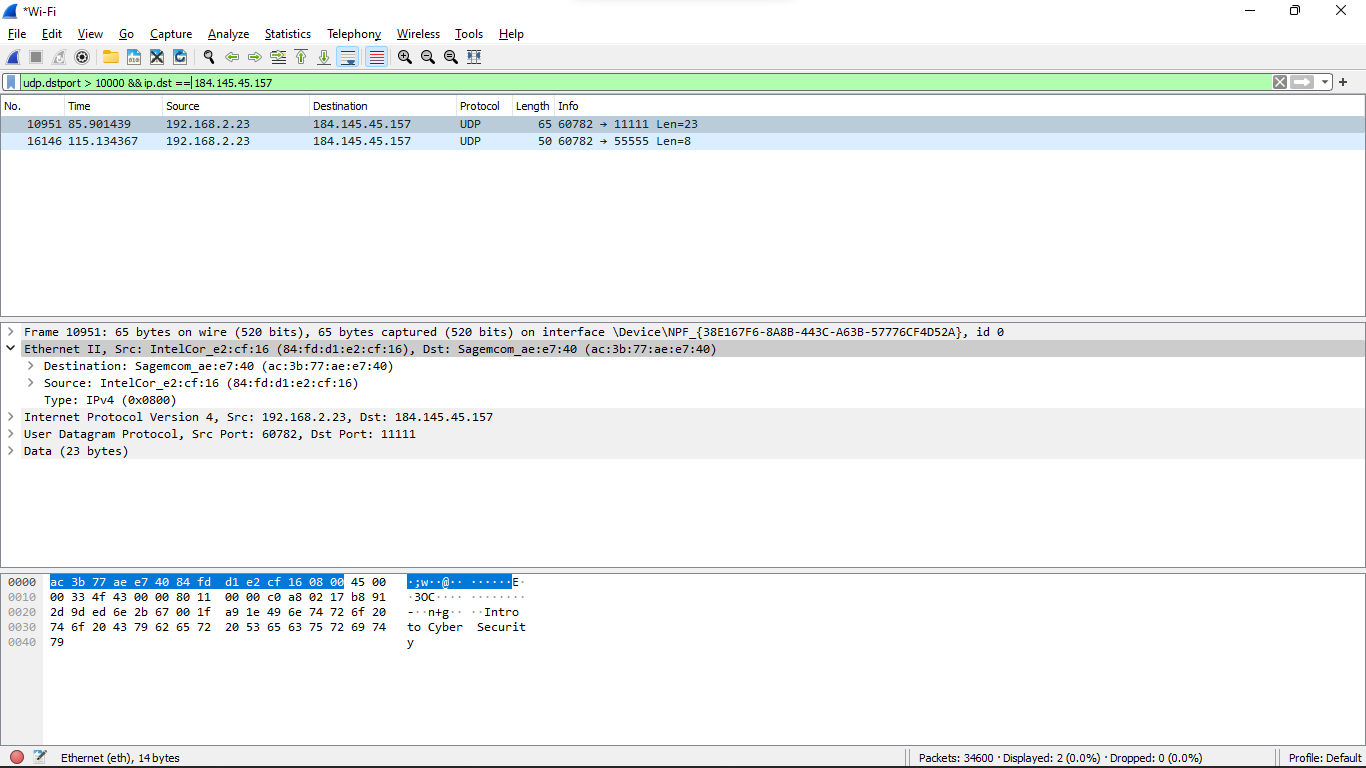 *Wi-Fi
File Edit View Go Capture Analyze Statistics Telephony Wireless Tools Help
udp.dstport > 10000 && ip.dst == 184.145.45.157
No. Time Source Destination Protocol Length Info
10951 85.901439 192.168.2.23 184.145.45.157 UDP 65 60782 → 11111 Len=23
16146 115.134367 192.168.2.23 184.145.45.157 UDP 50 60782 → 55555 Len=8
Frame 10951: 65 bytes on wire (520 bits), 65 bytes captured (520 bits) on interface \Device\NPF_{38E167F6-8A8B-443C-A63B-57776CF4D52A}, id 0
Ethernet II, Src: IntelCor_e2:cf:16 (84:fd:d1:e2:cf:16), Dst: Sagemcom_ae:e7:40 (ac:3b:77:ae:e7:40)
Destination: Sagemcom_ae:e7:40 (ac:3b:77:ae:e7:40)
Source: IntelCor_e2:cf:16 (84:fd:d1:e2:cf:16)
Type: IPv4 (0x0800)
Internet Protocol Version 4, Src: 192.168.2.23, Dst: 184.145.45.157
User Datagram Protocol, Src Port: 60782, Dst Port: 11111
Data (23 bytes)
0000 ac 3b 77 ae e7 40 84 fd d1 e2 cf 16 08 00 45 00 ·;w··@·· ······E·
0010 00 33 4f 43 00 00 80 11 00 00 c0 a8 02 17 b8 91 ·3OC···· ········
0020 2d 9d ed 6e 2b 67 00 1f a9 1e 49 6e 74 72 6f 20 -··n+g·· ··Intro
0030 74 6f 20 43 79 62 65 72 20 53 65 63 75 72 69 74 to Cyber Securit
0040 79 y
Ethernet (eth), 14 bytes Packets: 34600 · Displayed: 2 (0.0%) · Dropped: 0 (0.0%) Profile: Default